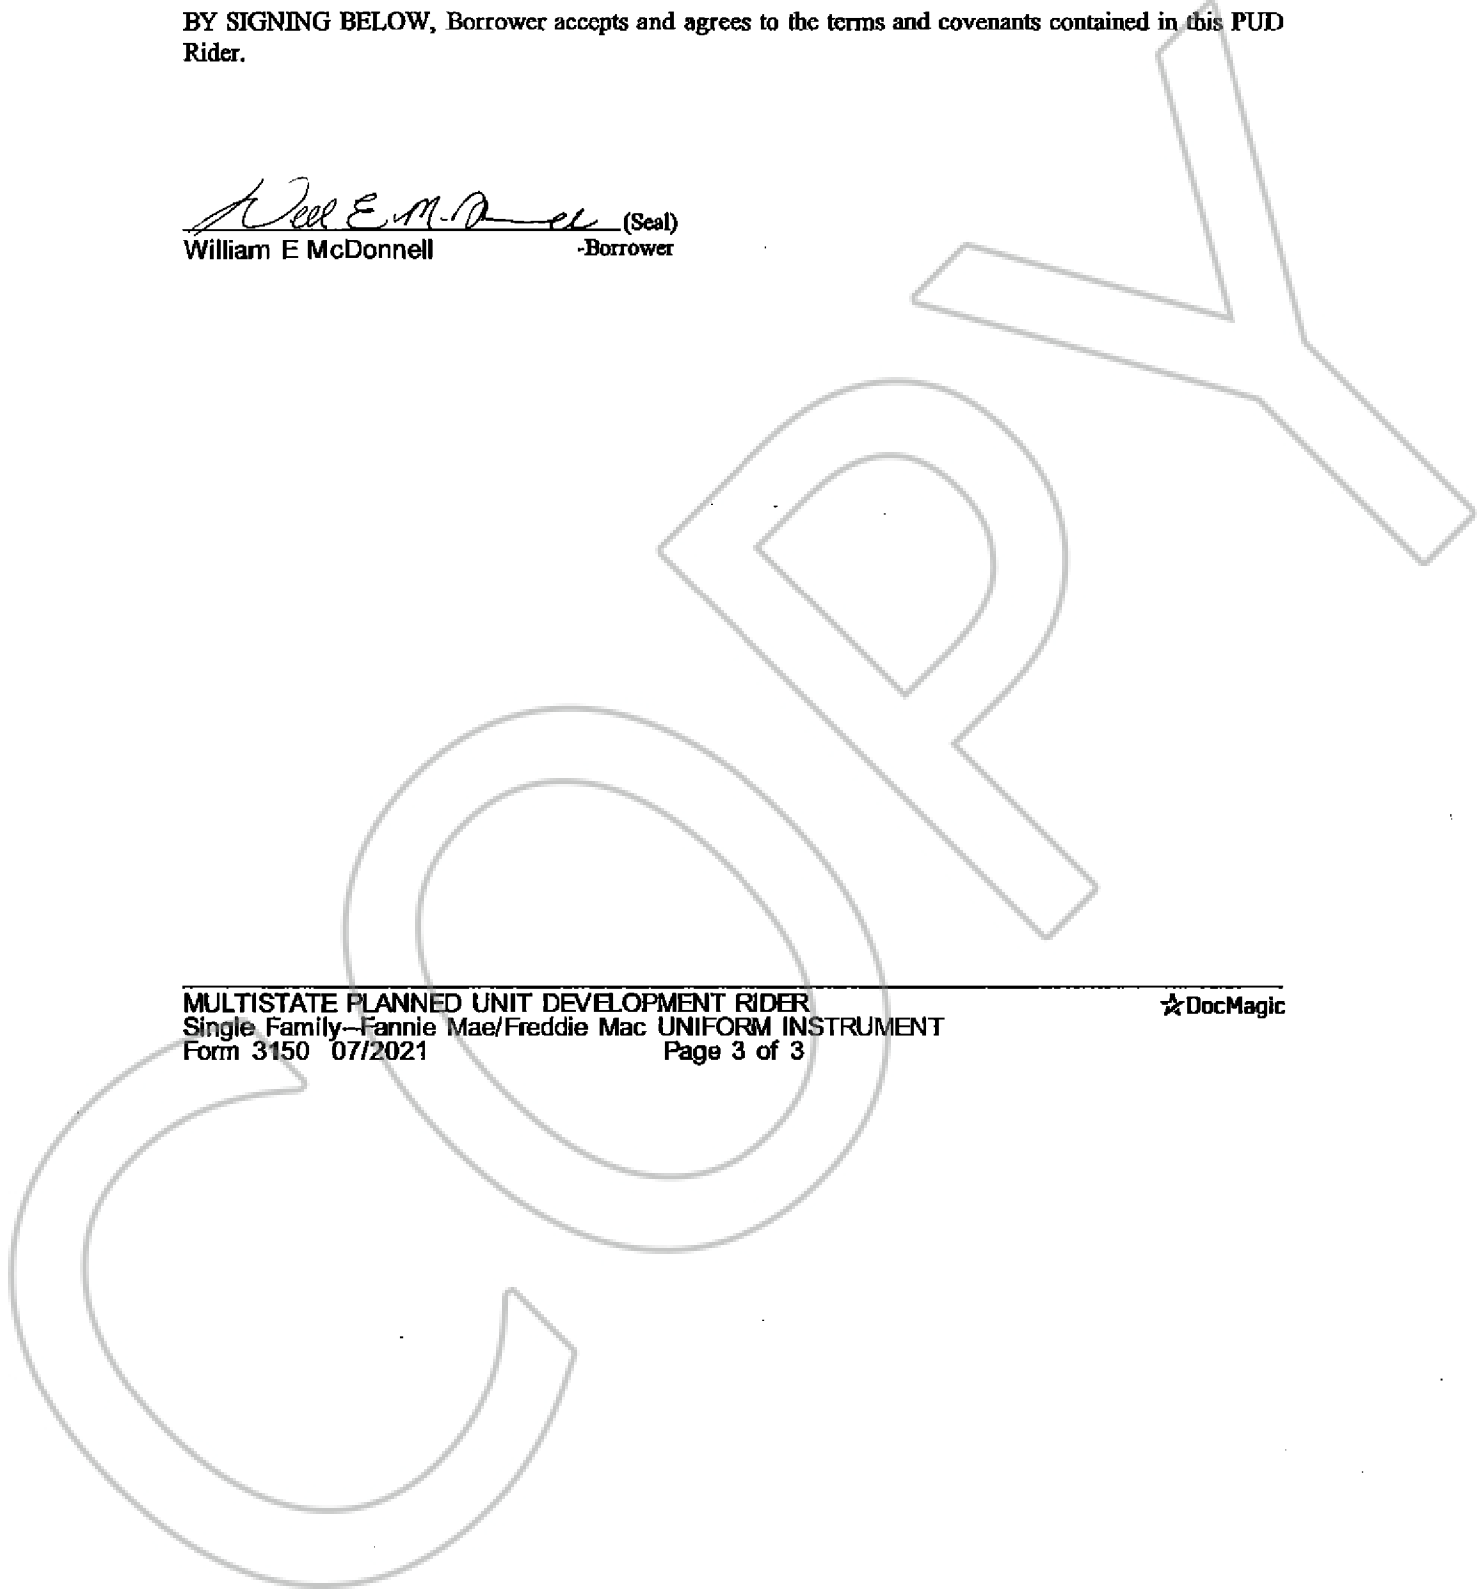 BY SIGNING BELOW, Borrower accepts and agrees to the terms and covenants contained in this PUD
Rider.
Will E McDonnell (Seal)
William E McDonnell -Borrower
MULTISTATE PLANNED UNIT DEVELOPMENT RIDER ☆DocMagic
Single Family--Fannie Mae/Freddie Mac UNIFORM INSTRUMENT
Form 3150 07/2021 Page 3 of 3
COPY